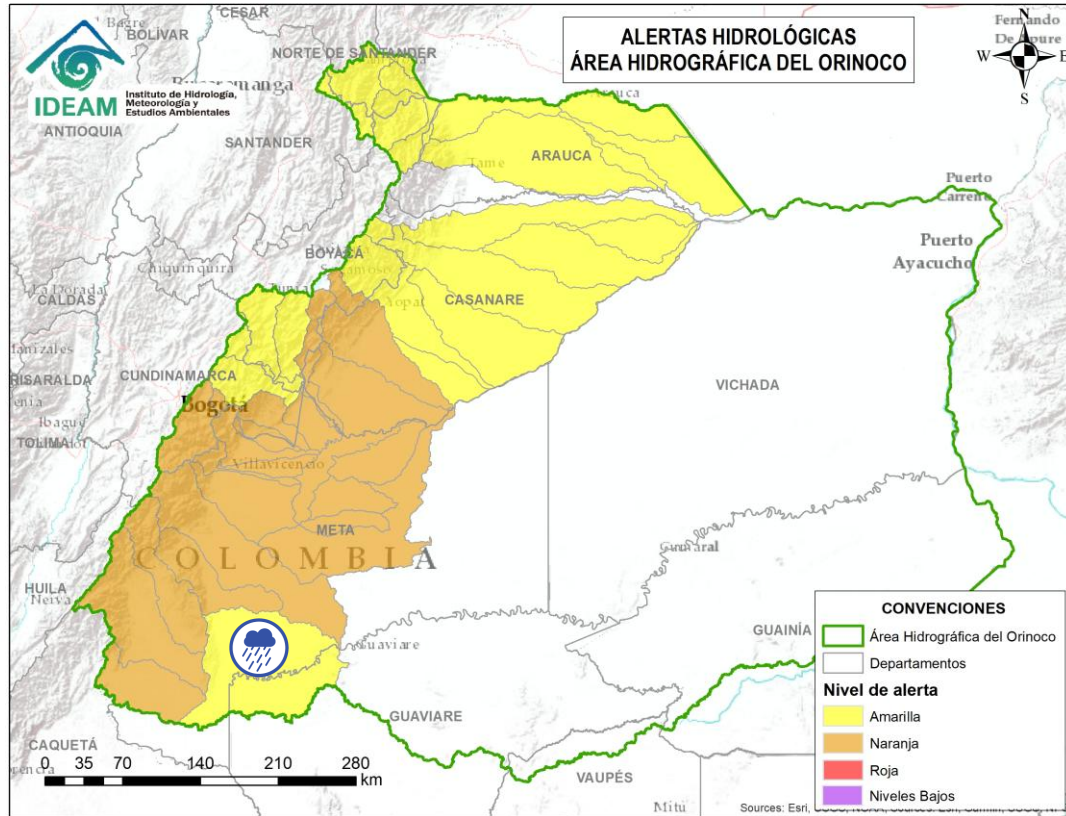 ALERTAS HIDROLÓGICAS
ÁREA HIDROGRÁFICA DEL ORINOCO
IDEAM
Instituto de Hidrología,
Meteorología y
Estudios Ambientales
N
W
E
S
CESAR
BOLÍVAR
NORTE DE SANTANDER
ANTIOQUIA
SANTANDER
Tame
ARAUCA
Puerto
Carreño
Puerto
Ayacucho
BOYACÁ
Chiquinquirá
La Dorada
CALDAS
Yopal
CASANARE
RISARALDA
CUNDINAMARCA
Bogotá
VICHADA
Ibagué
TOLIMA
Villavicencio
META
COLOMBIA
HUILA
Neiva
Guaviare
GUAINÍA
GUAVIARE
CAQUETÁ
VAUPÉS
Mitú
0 35 70 140 210 280
km
CONVENCIONES
Área Hidrográfica del Orinoco
Departamentos
Nivel de alerta
Amarilla
Naranja
Roja
Niveles Bajos
Sources: Esri,